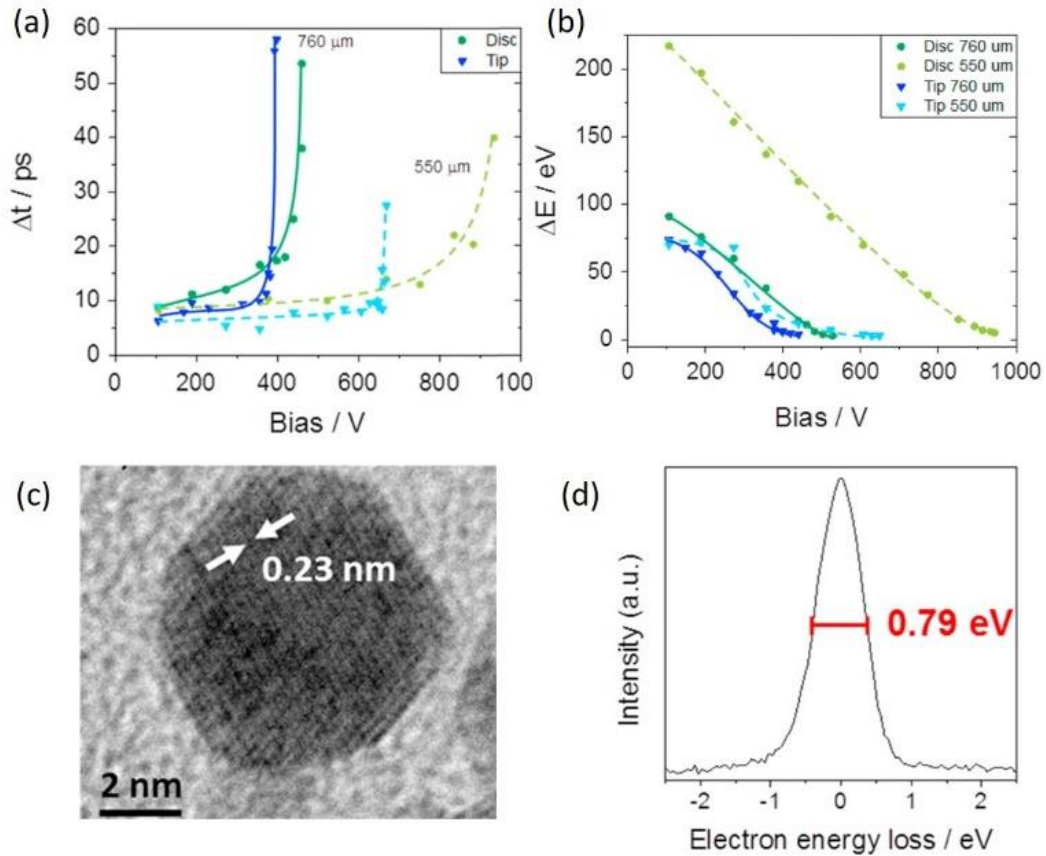 (a)
60
50
40
30
20
10
0
Δt / ps
760 μm
550 μm
Disc
Tip
0 200 400 600 800 100
Bias / V
(b)
200
150
100
50
0
ΔE / eV
Disc 760 um
Disc 550 um
Tip 760 um
Tip 550 um
0 200 400 600 800 1000
Bias / V
(c)
0.23 nm
2 nm
(d)
Intensity (a.u.)
0.79 eV
-2 -1 0 1 2
Electron energy loss / eV